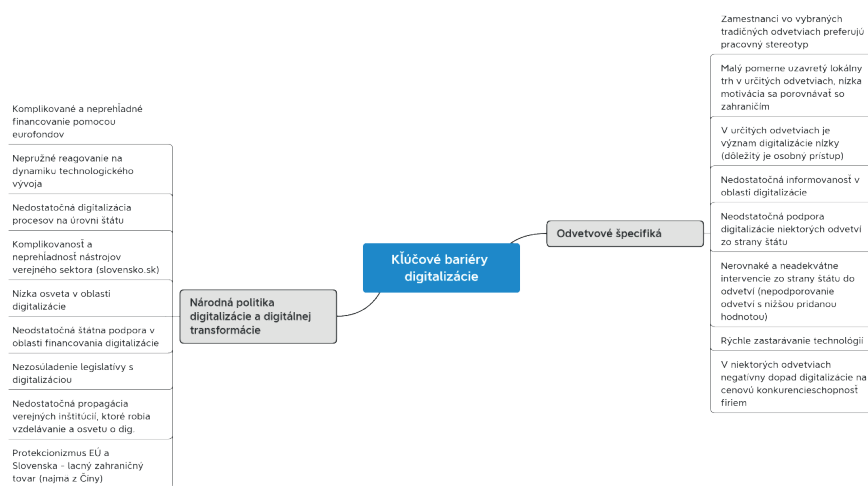 Kľúčové bariéry
digitalizácie
Národná politika
digitalizácie a digitálnej
transformácie
Komplikované a neprehľadné
financovanie pomocou
eurofondov
Nepružné reagovanie na
dynamiku technologického
vývoja
Nedostatočná digitalizácia
procesov na úrovni štátu
Komplikovanosť a
neprehľadnosť nástrojov
verejného sektora (slovensko.sk)
Nízka osveta v oblasti
digitalizácie
Neodstatočná štátna podpora v
oblasti financovania digitalizácie
Nezosúladenie legislatívy s
digitalizáciou
Nedostatočná propagácia
verejných inštitúcií, ktoré robia
vzdelávanie a osvetu o dig.
Protekcionizmus EÚ a
Slovenska - lacný zahraničný
tovar (najma z Číny)
Odvetvové špecifiká
Zamestnanci vo vybraných
tradičných odvetviach preferujú
pracovný stereotyp
Malý pomerne uzavretý lokálny
trh v určitých odvetviach, nízka
motivácia sa porovnávať so
zahraničím
V určitých odvetviach je
význam digitalizácie nízky
(dôležitý je osobný prístup)
Nedostatočná informovanosť v
oblasti digitalizácie
Neodstatočná podpora
digitalizácie niektorých odvetví
zo strany štátu
Nerovnaké a neadekvátne
intervencie zo strany štátu do
odvetví (nepodporovanie
odvetví s nižšou pridanou
hodnotou)
Rýchle zastarávanie technológií
V niektorých odvetviach
negatívny dopad digitalizácie na
cenovú konkurencieschopnosť
firiem